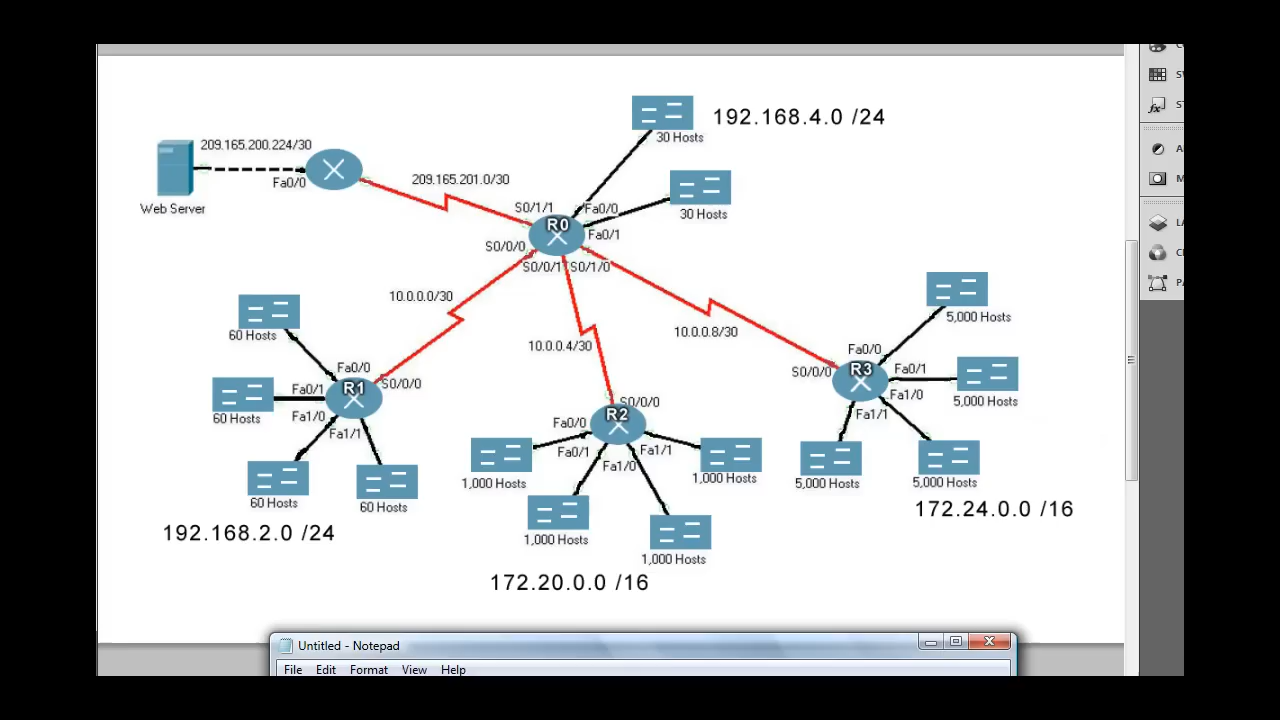 192.168.4.0 /24
30 Hosts
209.165.200.224/30
Fa0/0
Web Server
209.165.201.0/30
30 Hosts
S0/1/1
Fa0/0
R0
Fa0/1
S0/0/0
S0/0/1
S0/1/0
10.0.0.0/30
10.0.0.4/30
10.0.0.8/30
60 Hosts
Fa0/0
R1
S0/0/0
Fa0/1
60 Hosts
Fa1/0
Fa1/1
60 Hosts
60 Hosts
192.168.2.0 /24
S0/0/0
R2
Fa0/0
Fa0/1
Fa1/0
Fa1/1
1,000 Hosts
1,000 Hosts
1,000 Hosts
1,000 Hosts
172.20.0.0 /16
5,000 Hosts
Fa0/0
S0/0/0
R3
Fa0/1
Fa1/0
Fa1/1
5,000 Hosts
5,000 Hosts
5,000 Hosts
172.24.0.0 /16
Untitled - Notepad
File Edit Format View Help